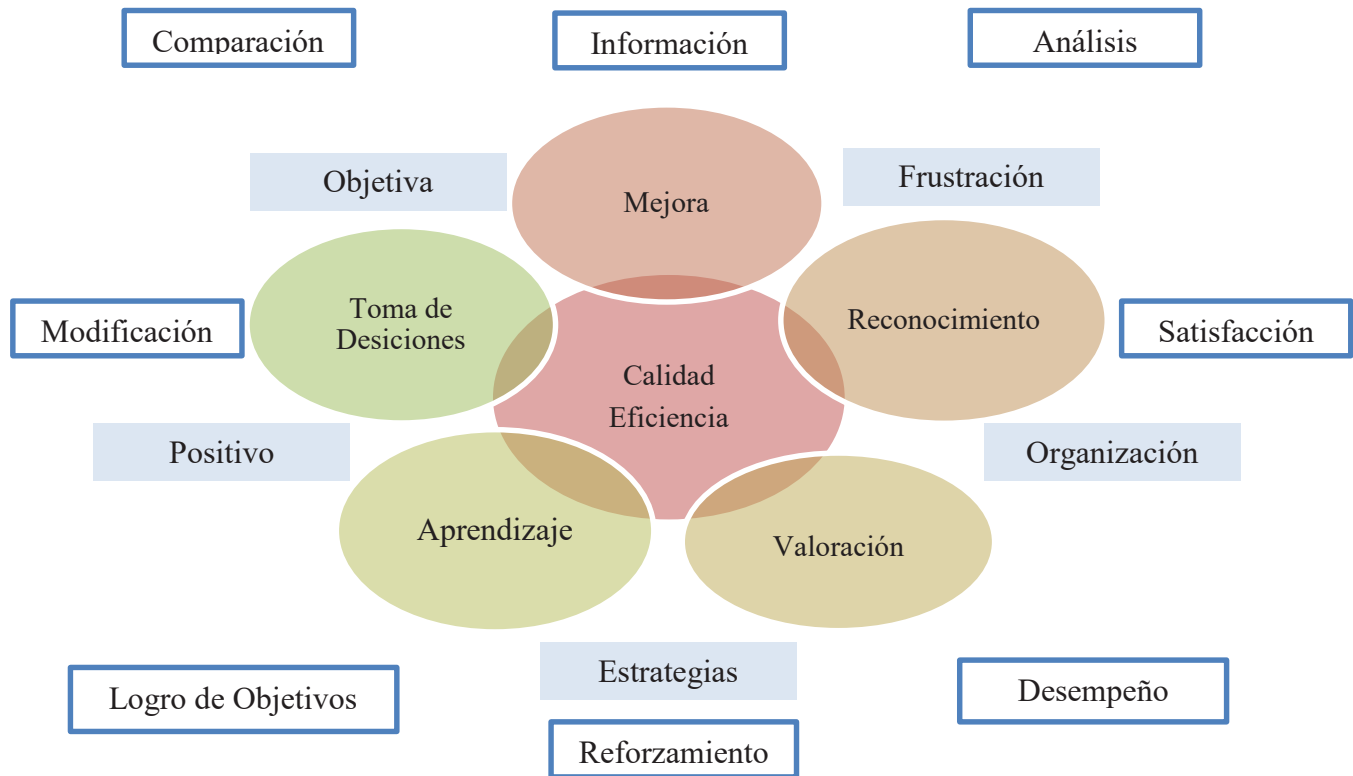 Comparación
Información
Análisis
Objetiva
Mejora
Frustración
Modificación
Toma de
Desiciones
Reconocimiento
Satisfacción
Calidad
Eficiencia
Positivo
Organización
Aprendizaje
Valoración
Estrategias
Logro de Objetivos
Desempeño
Reforzamiento